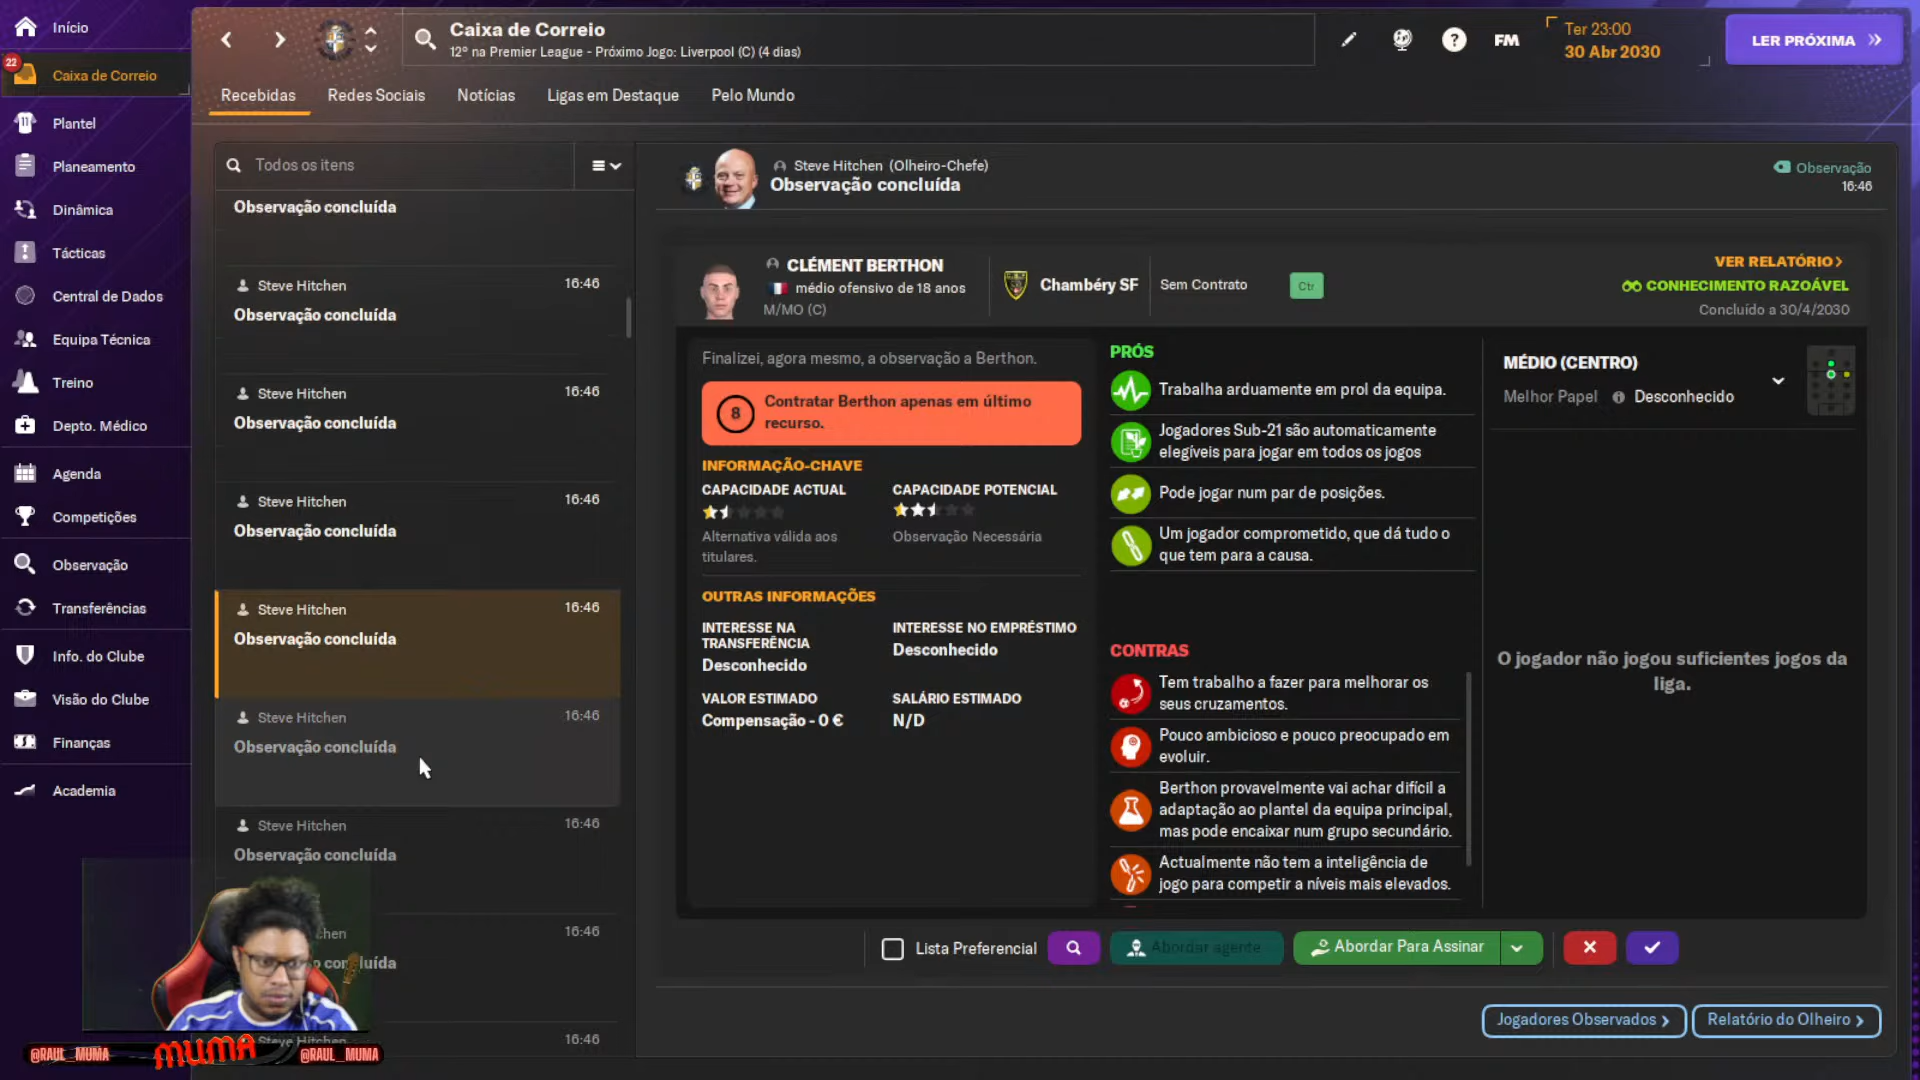 Início
22
Caixa de Correio
Plantel
Planeamento
Dinâmica
Tácticas
Central de Dados
Equipa Técnica
Treino
Depto. Médico
Agenda
Competições
Observação
Transferências
Info. do Clube
Visão do Clube
Finanças
Academia
Caixa de Correio
12º na Premier League - Próximo Jogo: Liverpool (C) (4 dias)
FM
Ter 23:00
30 Abr 2030
LER PRÓXIMA
Recebidas
Redes Sociais
Notícias
Ligas em Destaque
Pelo Mundo
Todos os itens
Observação concluída
Steve Hitchen
16:46
Observação concluída
Steve Hitchen
16:46
Observação concluída
Steve Hitchen
16:46
Observação concluída
Steve Hitchen
16:46
Observação concluída
Steve Hitchen
16:46
Observação concluída
Steve Hitchen
16:46
Observação concluída
16:46
Steve Hitchen
16:46
Steve Hitchen (Olheiro-Chefe)
Observação concluída
Observação
16:46
CLÉMENT BERTHON
médio ofensivo de 18 anos
M/MO (C)
Chambéry SF
Sem Contrato
Ctr
VER RELATÓRIO
CONHECIMENTO RAZOÁVEL
Concluído a 30/4/2030
Finalizei, agora mesmo, a observação a Berthon.
8
Contratar Berthon apenas em último
recurso.
INFORMAÇÃO-CHAVE
CAPACIDADE ACTUAL
CAPACIDADE POTENCIAL
Alternativa válida aos
titulares.
Observação Necessária
OUTRAS INFORMAÇÕES
INTERESSE NA
TRANSFERÊNCIA
Desconhecido
INTERESSE NO EMPRÉSTIMO
Desconhecido
VALOR ESTIMADO
Compensação - 0 €
SALÁRIO ESTIMADO
N/D
PRÓS
Trabalha arduamente em prol da equipa.
Jogadores Sub-21 são automaticamente
elegíveis para jogar em todos os jogos
Pode jogar num par de posições.
Um jogador comprometido, que dá tudo o
que tem para a causa.
CONTRAS
Tem trabalho a fazer para melhorar os
seus cruzamentos.
Pouco ambicioso e pouco preocupado em
evoluir.
Berthon provavelmente vai achar difícil a
adaptação ao plantel da equipa principal,
mas pode encaixar num grupo secundário.
Actualmente não tem a inteligência de
jogo para competir a níveis mais elevados.
MÉDIO (CENTRO)
Melhor Papel
Desconhecido
O jogador não jogou suficientes jogos da
liga.
Lista Preferencial
Abordar agente
Abordar Para Assinar
Jogadores Observados
Relatório do Olheiro
@RAUL_MUMA
MUMA
@RAUL_MUMA